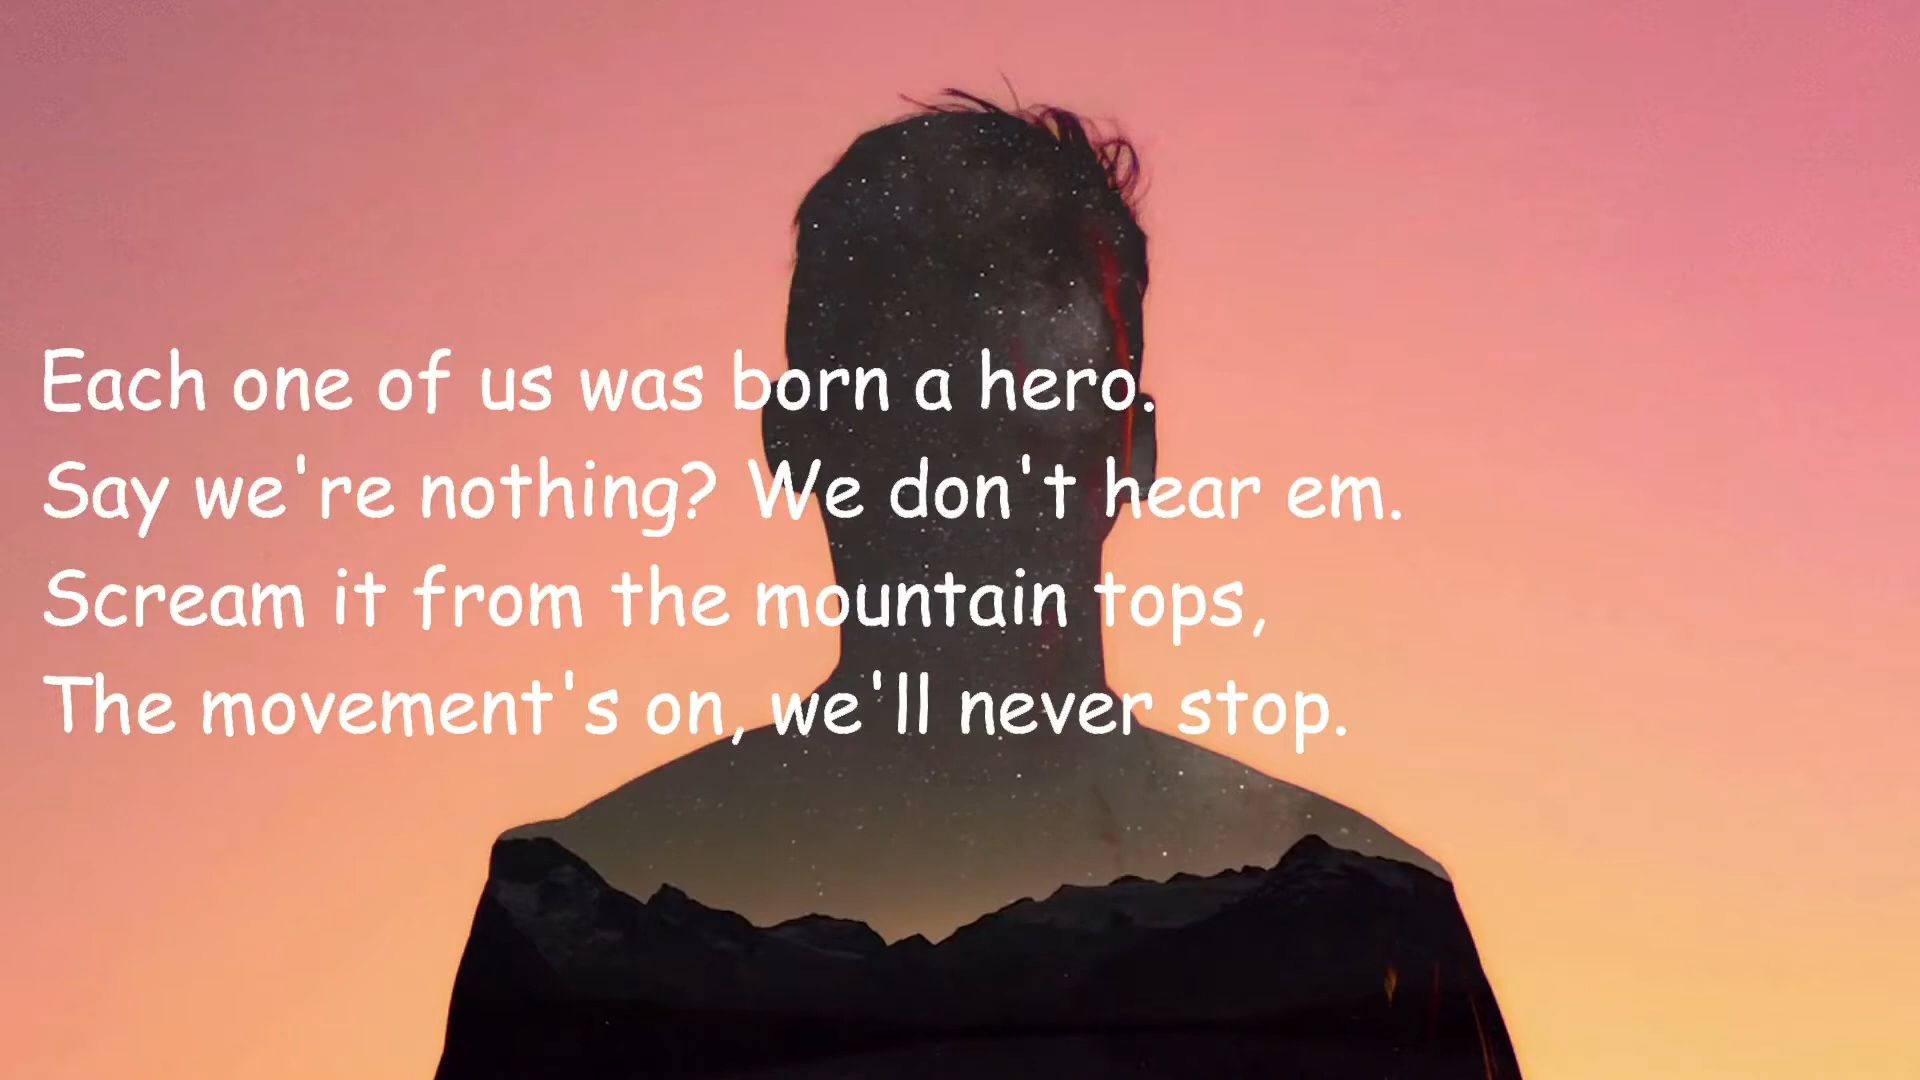 Each one of us was born a hero.
Say we're nothing? We don't hear em.
Scream it from the mountain tops,
The movement's on, we'll never stop.